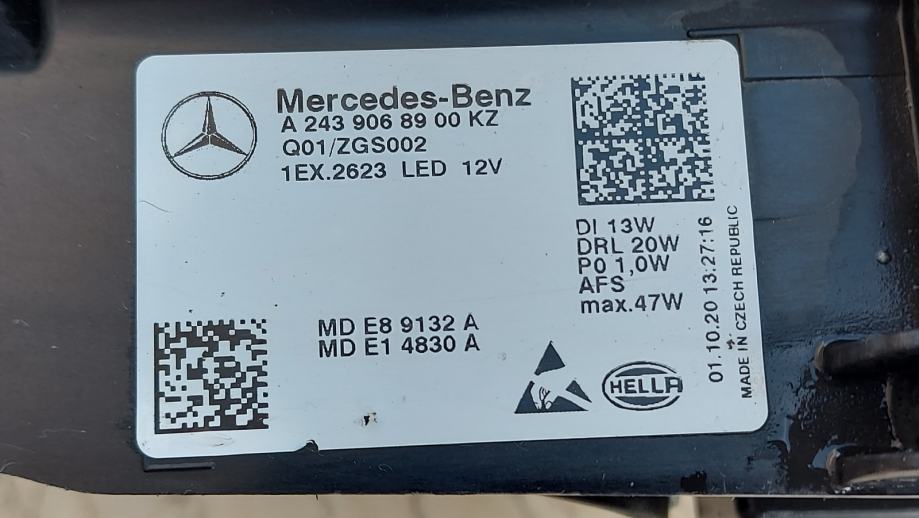 Mercedes-Benz
A 243 906 89 00 KZ
Q01/ZGS002
1EX.2623 LED 12V
DI 13W
DRL 20W
P0 1,0W
AFS
max.47W
MD E8 9132 A
MD E1 4830 A
HELLA
01.10.20 13:27:16
MADE IN CZECH REPUBLIC